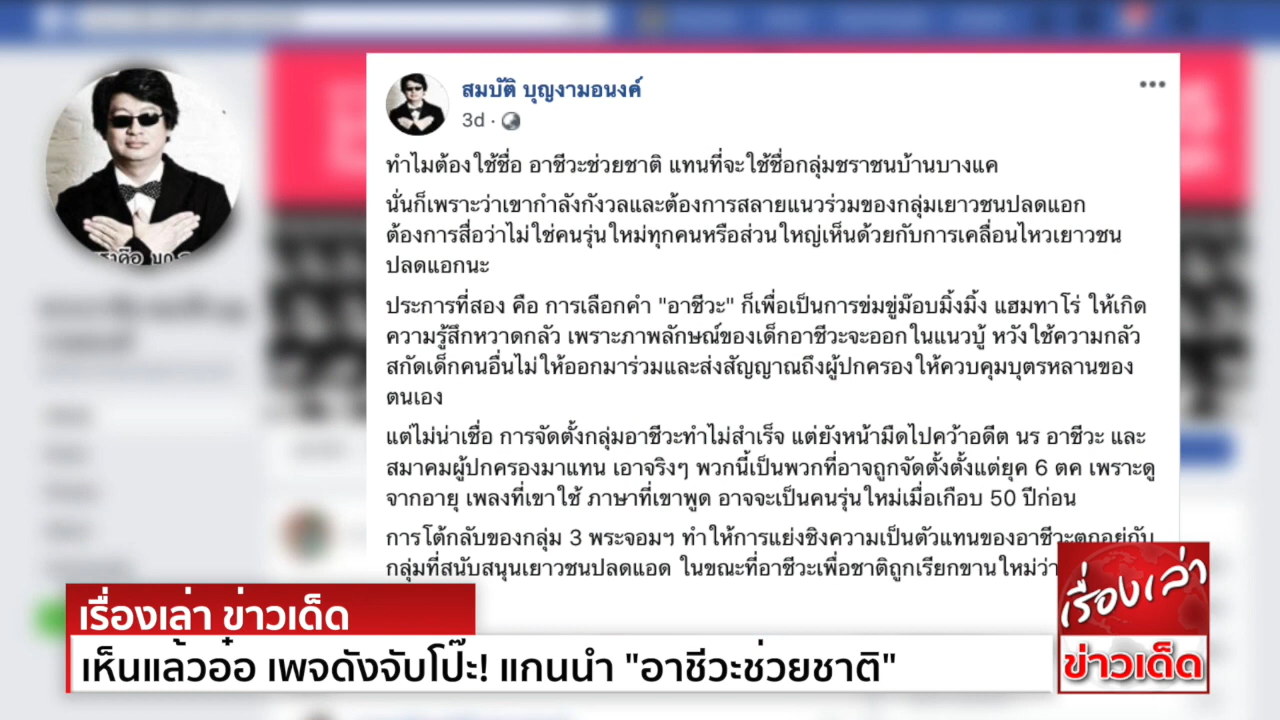 สมบัติ บุญงามอนงค์
3d ·
ทำไมต้องใช้ชื่อ อาชีวะช่วยชาติ แทนที่จะใช้ชื่อกลุ่มชราชนบ้านบางแค
นั่นก็เพราะว่าเขากำลังกังวลและต้องการสลายแนวร่วมของกลุ่มเยาวชนปลดแอก
ต้องการสื่อว่าไม่ใช่คนรุ่นใหม่ทุกคนหรือส่วนใหญ่เห็นด้วยกับการเคลื่อนไหวเยาวชน
ปลดแอกนะ
ประการที่สอง คือ การเลือกคำ "อาชีวะ" ก็เพื่อเป็นการข่มขู่ม๊อบมิ้งมิ้ง แฮมทาโร่ ให้เกิด
ความรู้สึกหวาดกลัว เพราะภาพลักษณ์ของเด็กอาชีวะจะออกในแนวบู้ หวังใช้ความกลัว
สกัดเด็กคนอื่นไม่ให้ออกมาร่วมและส่งสัญญาณถึงผู้ปกครองให้ควบคุมบุตรหลานของ
ตนเอง
แต่ไม่น่าเชื่อ การจัดตั้งกลุ่มอาชีวะทำไม่สำเร็จ แต่ยังหน้ามืดไปคว้าอดีต นร อาชีวะ และ
สมาคมผู้ปกครองมาแทน เอาจริงๆ พวกนี้เป็นพวกที่อาจถูกจัดตั้งตั้งแต่ยุค 6 ตค เพราะดู
จากอายุ เพลงที่เขาใช้ ภาษาที่เขาพูด อาจจะเป็นคนรุ่นใหม่เมื่อเกือบ 50 ปีก่อน
การโต้กลับของกลุ่ม 3 พระจอมฯ ทำให้การแย่งชิงความเป็นตัวแทนของอาชีวะตกอยู่กับ
กลุ่มที่สนับสนุนเยาวชนปลดแอด ในขณะที่อาชีวะเพื่อชาติถูกเรียกขานใหม่ว่า
เรื่องเล่า ข่าวเด็ด
เห็นแล้วอ๋อ เพจดังจับโป๊ะ! แกนนำ "อาชีวะช่วยชาติ"
เรื่องเล่า
ข่าวเด็ด